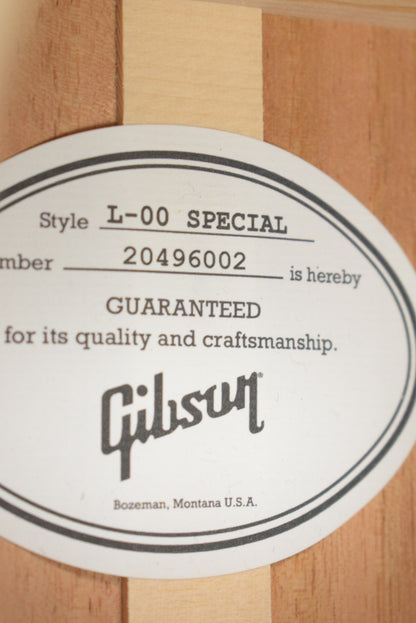 Style L-00 SPECIAL
mber 20496002 is hereby
GUARANTEED
for its quality and craftsmanship.
Gibson®
Bozeman, Montana U.S.A.